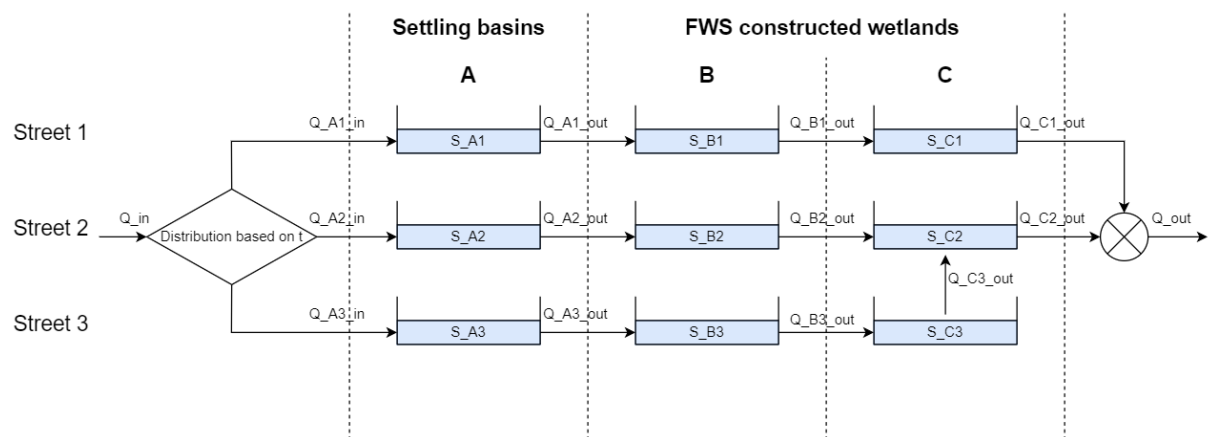 Settling basins
FWS constructed wetlands
A
B
C
Street 1
Q_A1_in
S_A1
Q_A1_out
S_B1
Q_B1_out
S_C1
Q_C1_out
Street 2
Q_in
Distribution based on t
Q_A2_in
S_A2
Q_A2_out
S_B2
Q_B2_out
S_C2
Q_C2_out
Q_out
Q_C3_out
Street 3
Q_A3_in
S_A3
Q_A3_out
S_B3
Q_B3_out
S_C3